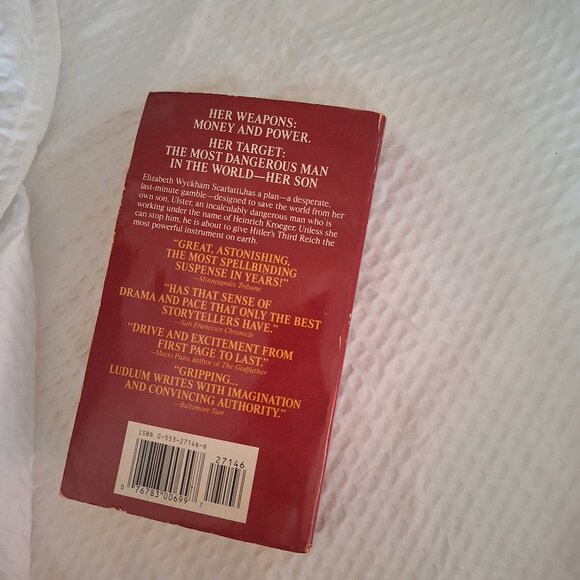 HER WEAPONS:
MONEY AND POWER.
HER TARGET:
THE MOST DANGEROUS MAN
IN THE WORLD—HER SON
Elizabeth Wyckham Scarlatti has a plan—a desperate,
last-minute gamble—designed to save the world from her
own son, Ulster, an incalculably dangerous man who is
working under the name of Heinrich Kroeger. Unless she
can stop him, he is about to give Hitler's Third Reich the
most powerful instrument on earth.
"GREAT, ASTONISHING,
THE MOST SPELLBINDING
SUSPENSE IN YEARS!"
—Minneapolis Tribune
"HAS THAT SENSE OF
DRAMA AND PACE THAT ONLY THE BEST
STORYTELLERS HAVE."
—San Francisco Chronicle
"DRIVE AND EXCITEMENT FROM
FIRST PAGE TO LAST."
—Mario Puzo, author of The Godfather
"GRIPPING...
LUDLUM WRITES WITH IMAGINATION
AND CONVINCING AUTHORITY."
—Baltimore Sun
ISBN 0-553-27146-6
27146
0 76783 00699 7